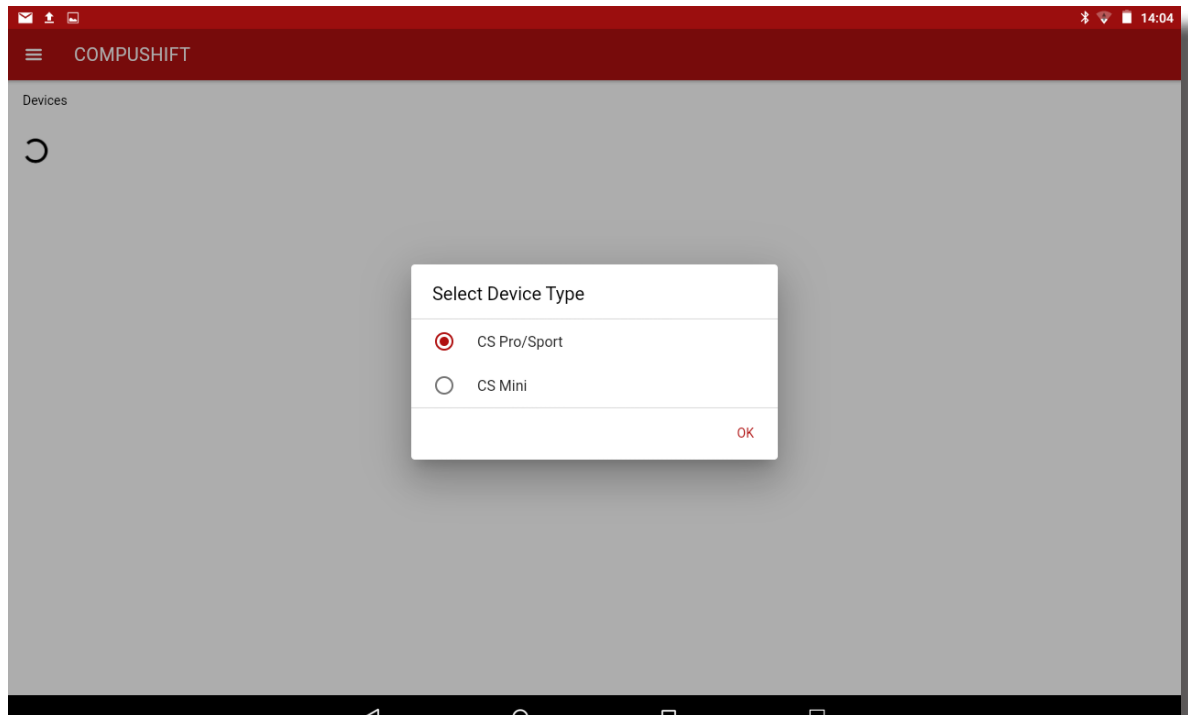 14:04
COMPUSHIFT
Devices
Select Device Type
CS Pro/Sport
CS Mini
OK